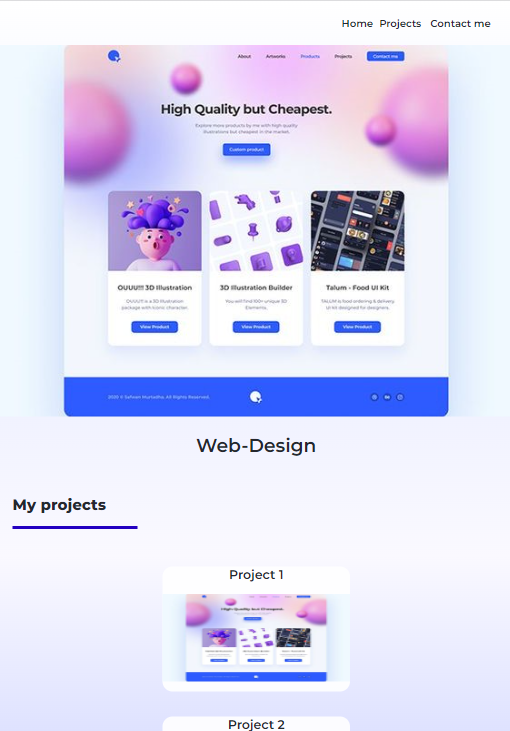 Home Projects Contact me
About Artworks Products Projects Contact me
High Quality but Cheapest.
Explore more products by me with high quality
illustrations but cheapest in the market.
Custom product
OUUU!!! 3D Illustration
OUUU!! is a 3D Illustration
package with iconic character.
View Product
3D Illustration Builder
You will find 100+ unique 3D
Elements.
View Product
Talum - Food UI Kit
TALUM is food ordering & delivery
UI Kit designed for designers.
View Product
All Rights Reserved.
Web-Design
My projects
Project 1
High Quality but Cheapest.
Project 2